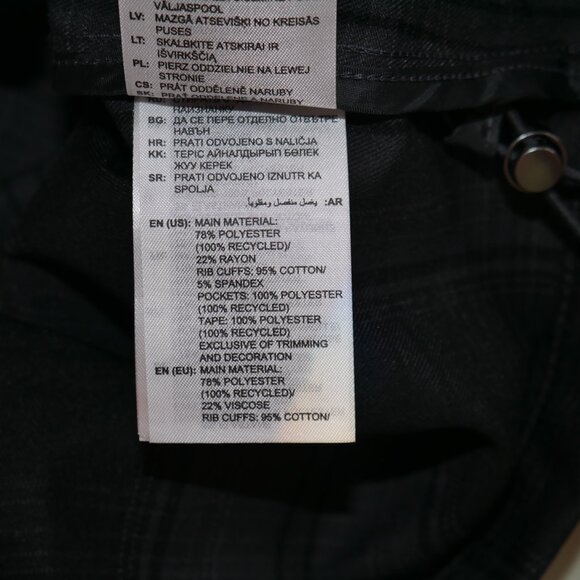 VÄLJASPOOL
LV: MAZGĀ ATSEVIŠĶI NO KREISĀS
PUSES
LT: SKALBKITE ATSKIRAI IR
IŠVIRKŠČIĄ
PL: PIERZ ODDZIELNIE NA LEWEJ
STRONIE
CS: PRÁT ODDĚLENĚ NARUBY
SK: PRAŤ ODDELENE A NARUBY
BG: ДА СЕ ПЕРЕ ОТДЕЛНО ОТВЪТРЕ
НАВЪН
HR: PRATI ODVOJENO S NALIČJA
KK: ТЕРІС АЙНАЛДЫРЫП БӨЛЕК
ЖУУ КЕРЕК
SR: PRATI ODVOJENO IZNUTR KA
SPOLJA
AR: يغسل منفصل ومقلوباً.
EN (US): MAIN MATERIAL:
78% POLYESTER
(100% RECYCLED)/
22% RAYON
RIB CUFFS: 95% COTTON/
5% SPANDEX
POCKETS: 100% POLYESTER
(100% RECYCLED)
TAPE: 100% POLYESTER
(100% RECYCLED)
EXCLUSIVE OF TRIMMING
AND DECORATION
EN (EU): MAIN MATERIAL:
78% POLYESTER
(100% RECYCLED)/
22% VISCOSE
RIB CUFFS: 95% COTTON/